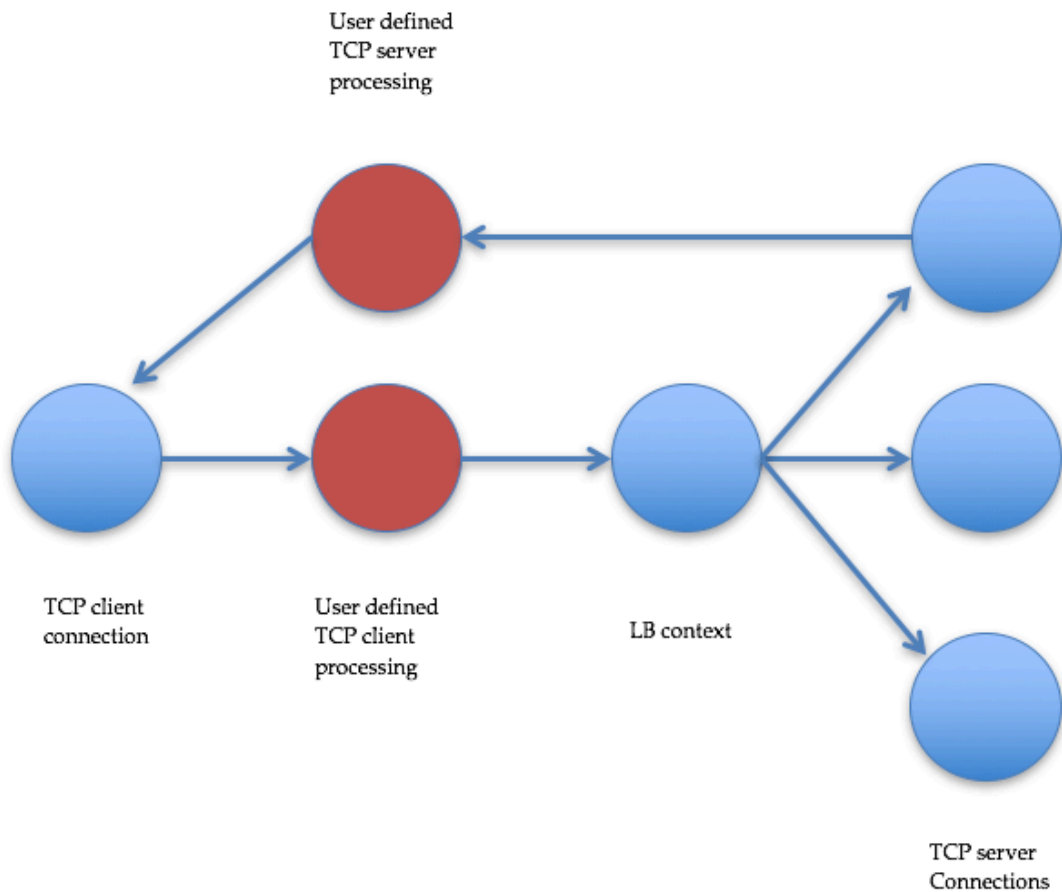 User defined
TCP server
processing
TCP client
connection
User defined
TCP client
processing
LB context
TCP server
Connections